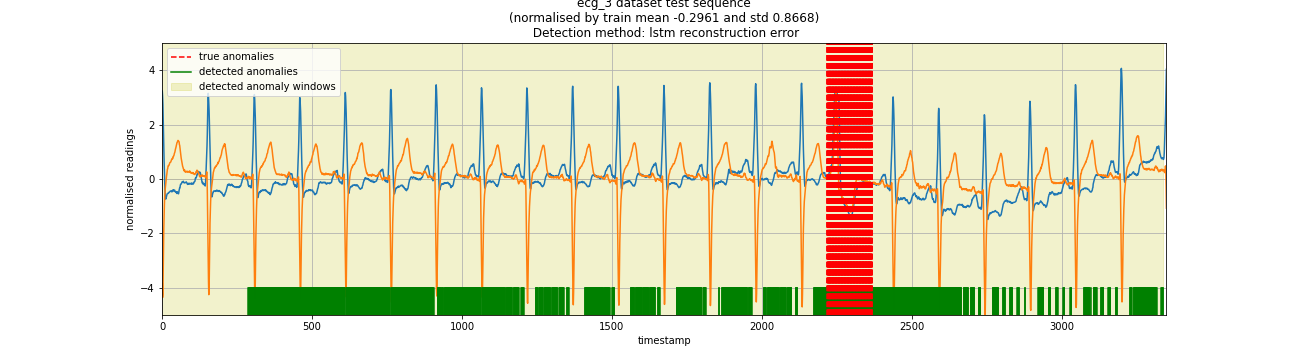 ecg_3 dataset test sequence
(normalised by train mean -0.2961 and std 0.8668)
Detection method: lstm reconstruction error
true anomalies
detected anomalies
detected anomaly windows
normalised readings
4
2
0
−2
−4
0
500
1000
1500
2000
2500
3000
timestamp